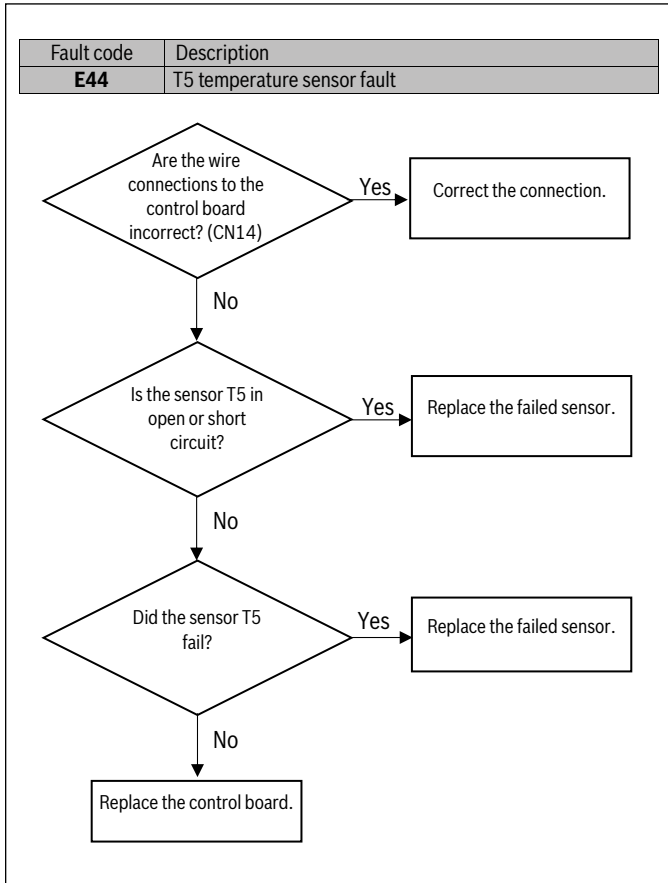 Fault code Description
E44 T5 temperature sensor fault
Are the wire
connections to the
control board
incorrect? (CN14)
Yes
Correct the connection.
No
Is the sensor T5 in
open or short
circuit?
Yes
Replace the failed sensor.
No
Did the sensor T5
fail?
Yes
Replace the failed sensor.
No
Replace the control board.